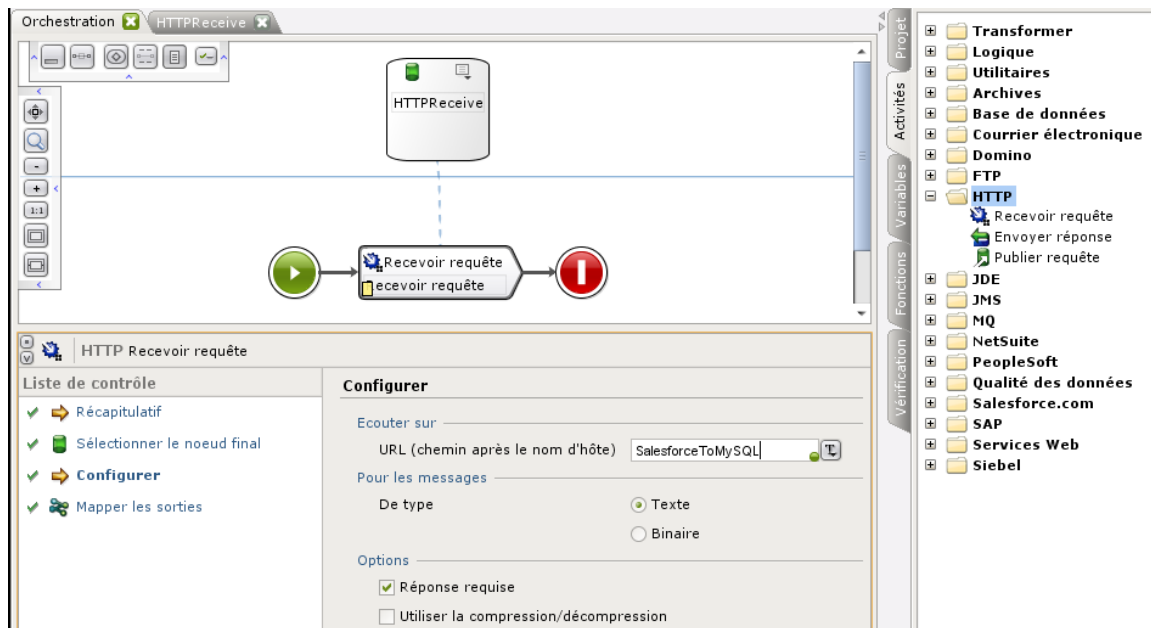 Orchestration
HTTPReceive
HTTPReceive
1:1
Recevoir requête
ecevoir requête
HTTP Recevoir requête
Liste de contrôle
Récapitulatif
Sélectionner le noeud final
Configurer
Mapper les sorties
Configurer
Ecouter sur
URL (chemin après le nom d'hôte) SalesforceToMySQL
Pour les messages
De type Texte
Binaire
Options
Réponse requise
Utiliser la compression/décompression
Projet
Activités
Variables
Fonctions
Vérification
Transformer
Logique
Utilitaires
Archives
Base de données
Courrier électronique
Domino
FTP
HTTP
Recevoir requête
Envoyer réponse
Publier requête
JDE
JMS
MQ
NetSuite
PeopleSoft
Qualité des données
Salesforce.com
SAP
Services Web
Siebel